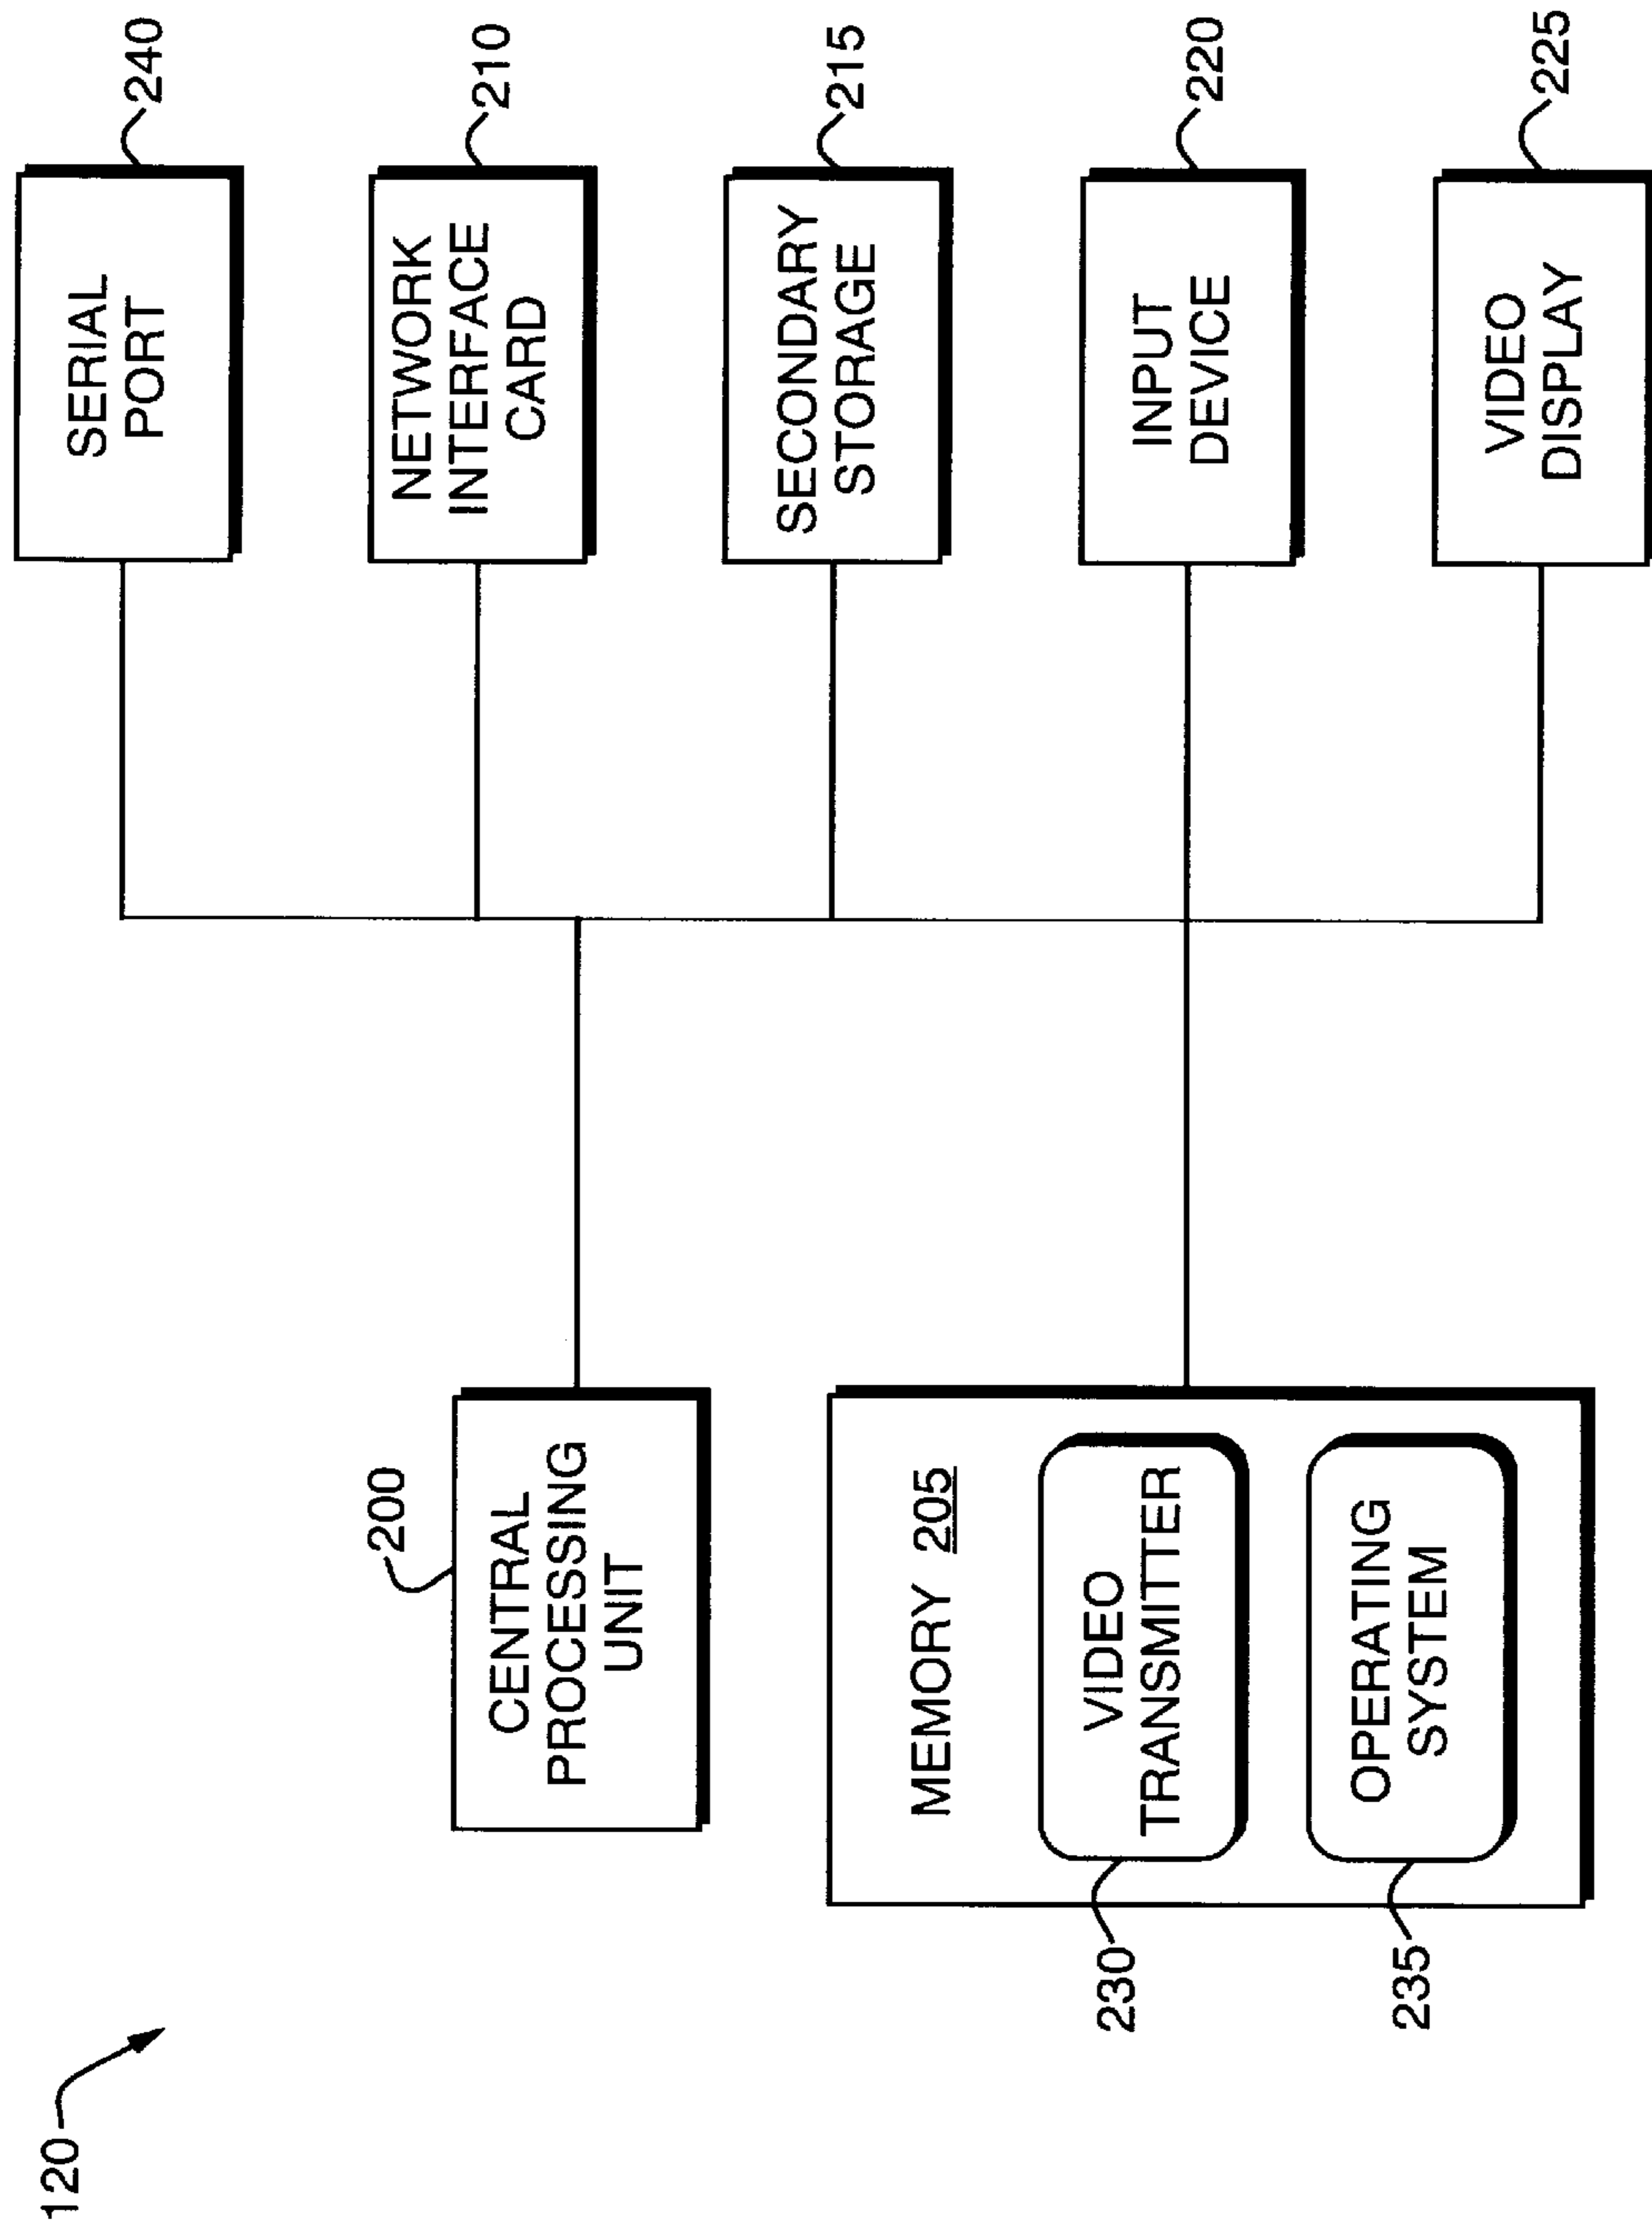 120
200
CENTRAL
PROCESSING
UNIT
MEMORY 205
VIDEO
TRANSMITTER
230
OPERATING
SYSTEM
235
SERIAL
PORT
240
NETWORK
INTERFACE
CARD
210
SECONDARY
STORAGE
215
INPUT
DEVICE
220
VIDEO
DISPLAY
225